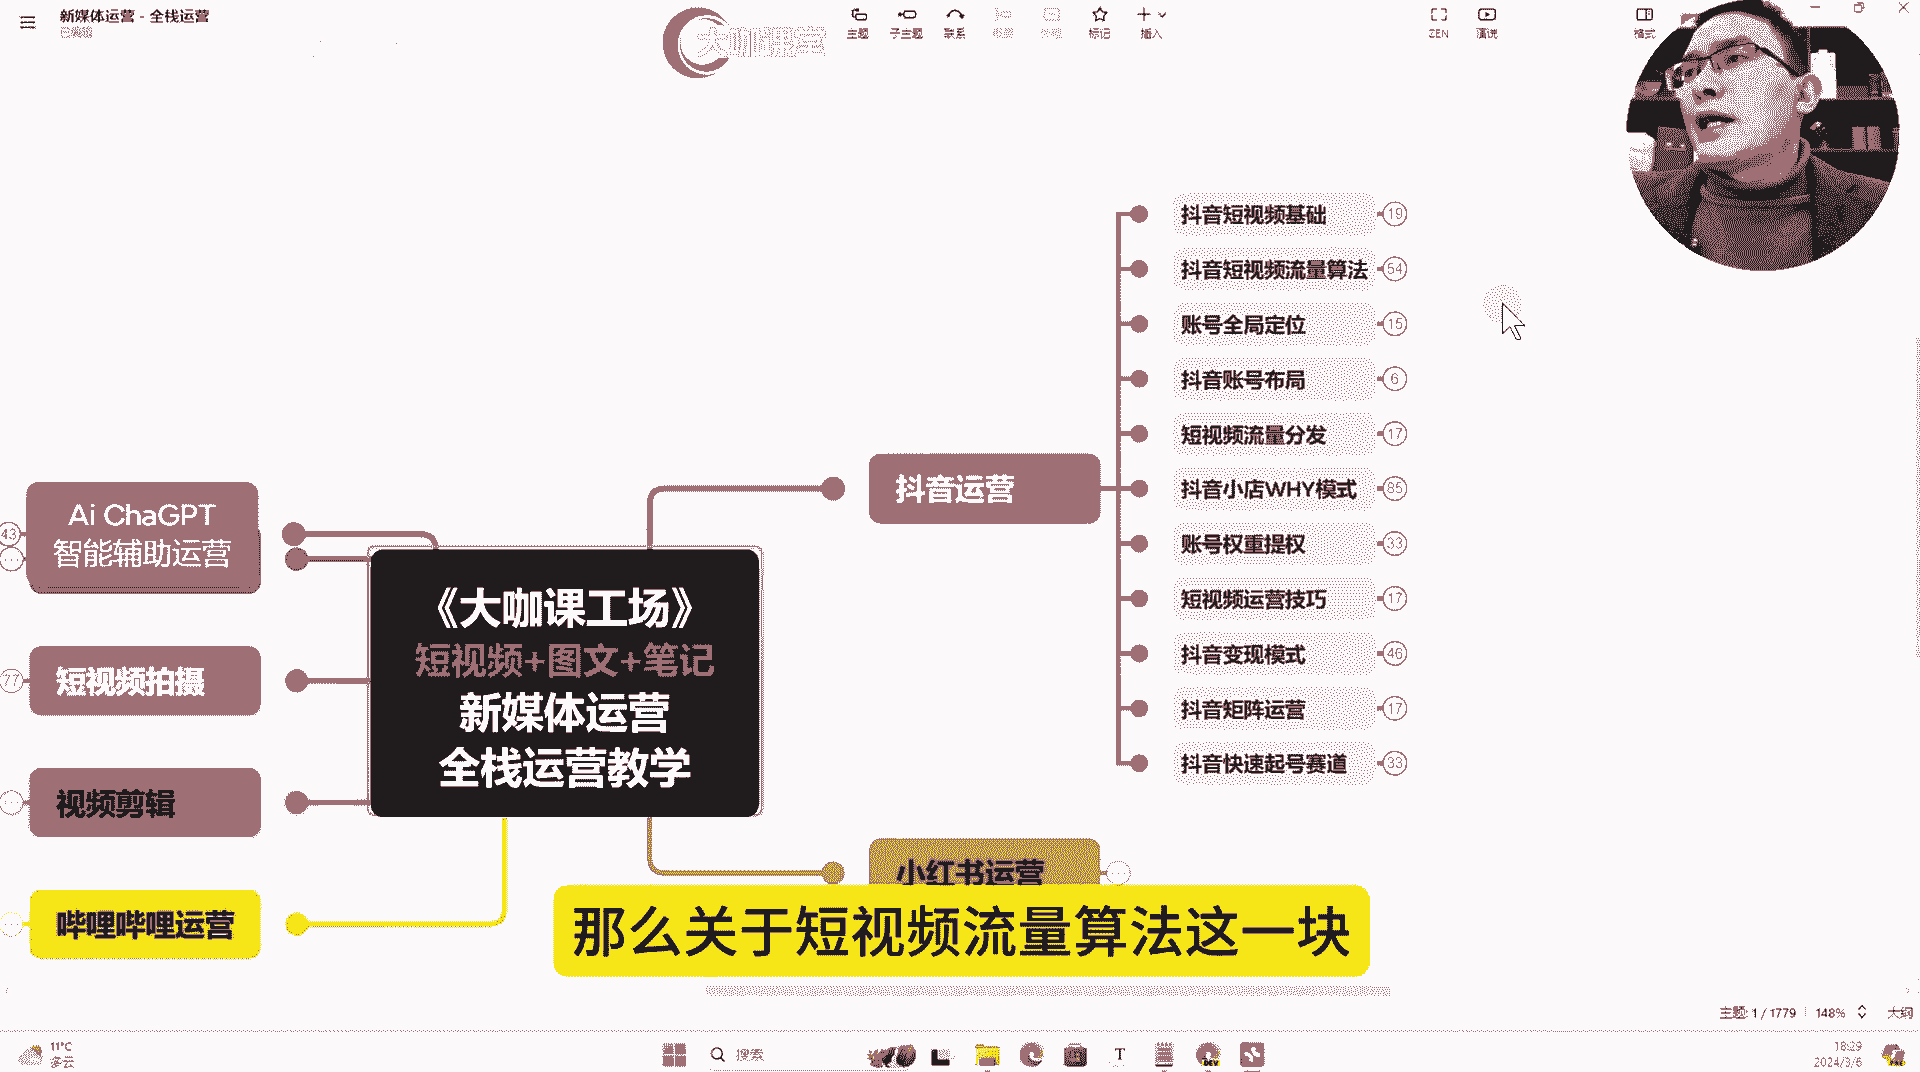 新媒体运营 - 全栈运营
已编辑
大咖课堂
主题
子主题
联系
标记
插入
ZEN
演说
格式
抖音短视频基础
19
抖音短视频流量算法
54
账号全局定位
15
抖音账号布局
6
短视频流量分发
17
抖音运营
抖音小店WHY模式
85
账号权重提权
33
短视频运营技巧
17
抖音变现模式
46
抖音矩阵运营
17
抖音快速起号赛道
33
Ai ChaGPT
智能辅助运营
43
短视频拍摄
77
视频剪辑
哔哩哔哩运营
《大咖课工场》
短视频+图文+笔记
新媒体运营
全栈运营教学
小红书运营
那么关于短视频流量算法这一块
主题: 1 / 1779
148%
大纲
11°C
多云
搜索
T
DEV
18:29
2024/3/6